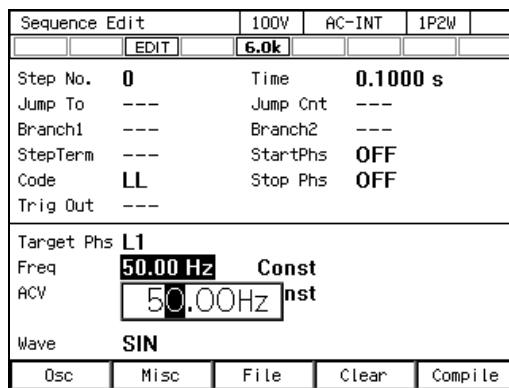 Sequence Edit 100V AC-INT 1P2W
EDIT 6.0k
Step No. 0 Time 0.1000 s
Jump To --- Jump Cnt ---
Branch1 --- Branch2 ---
StepTerm --- StartPhs OFF
Code LL Stop Phs OFF
Trig Out ---
Target Phs L1
Freq 50.00 Hz Const
ACV 50.00Hz nst
Wave SIN
Osc Misc File Clear Compile